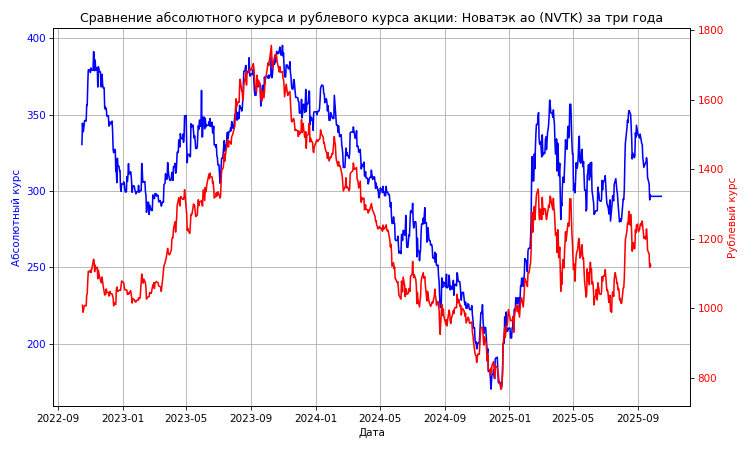 Сравнение абсолютного курса и рублевого курса акции: Новатэк ао (NVTK) за три года
400
350
300
250
200
Абсолютный курс
1800
1600
1400
1200
1000
800
Рублевый курс
2022-09 2023-01 2023-05 2023-09 2024-01 2024-05 2024-09 2025-01 2025-05 2025-09
Дата